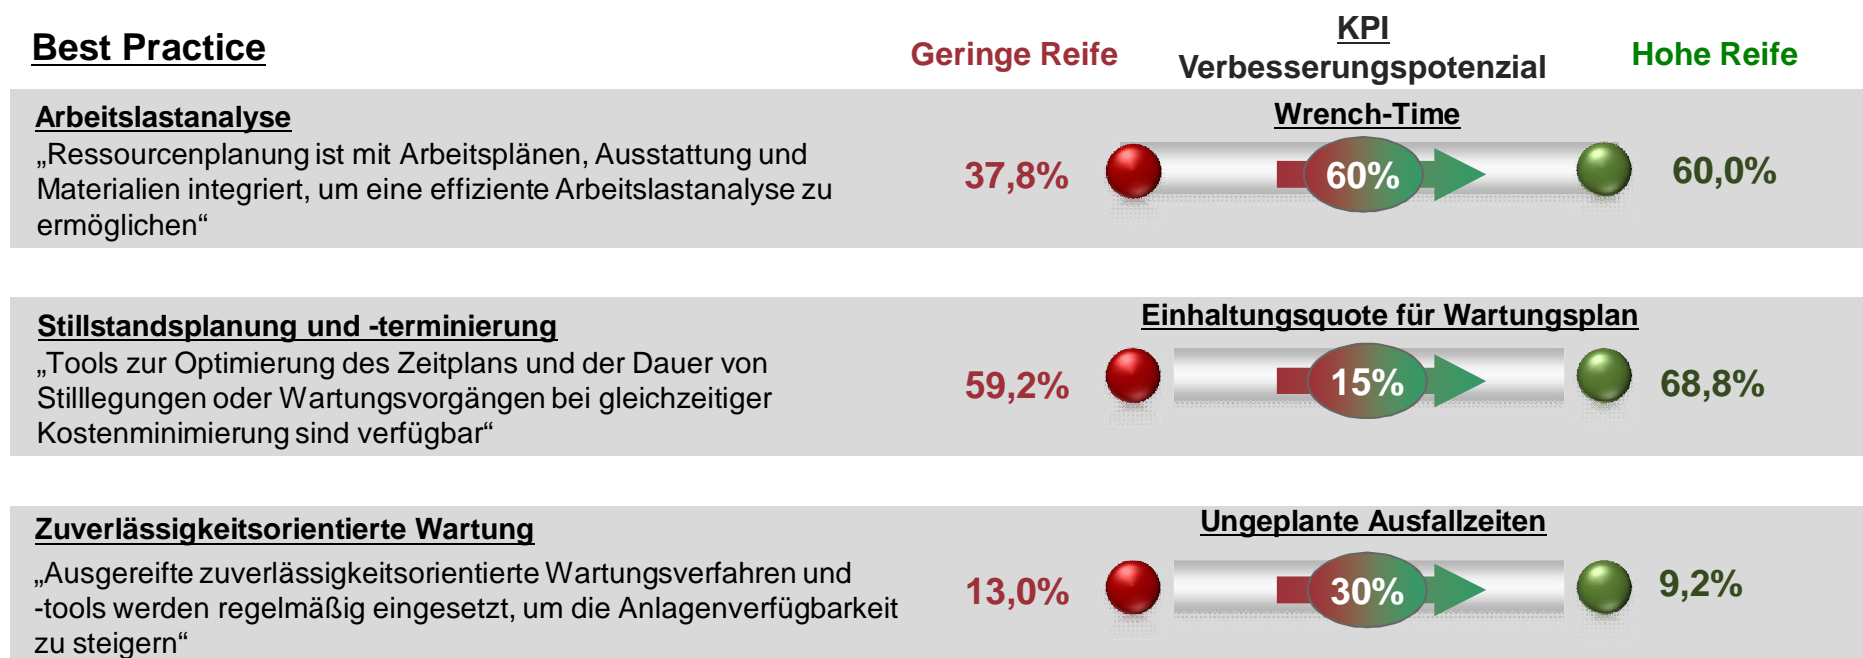 Best Practice
Geringe Reife
KPI
Verbesserungspotenzial
Hohe Reife
Arbeitslastanalyse
„Ressourcenplanung ist mit Arbeitsplänen, Ausstattung und
Materialien integriert, um eine effiziente Arbeitslastanalyse zu
ermöglichen“
Wrench-Time
37,8%
60%
60,0%
Stillstandsplanung und -terminierung
„Tools zur Optimierung des Zeitplans und der Dauer von
Stilllegungen oder Wartungsvorgängen bei gleichzeitiger
Kostenminimierung sind verfügbar“
Einhaltungsquote für Wartungsplan
59,2%
15%
68,8%
Zuverlässigkeitsorientierte Wartung
„Ausgereifte zuverlässigkeitsorientierte Wartungsverfahren und
-tools werden regelmäßig eingesetzt, um die Anlagenverfügbarkeit
zu steigern“
Ungeplante Ausfallzeiten
13,0%
30%
9,2%